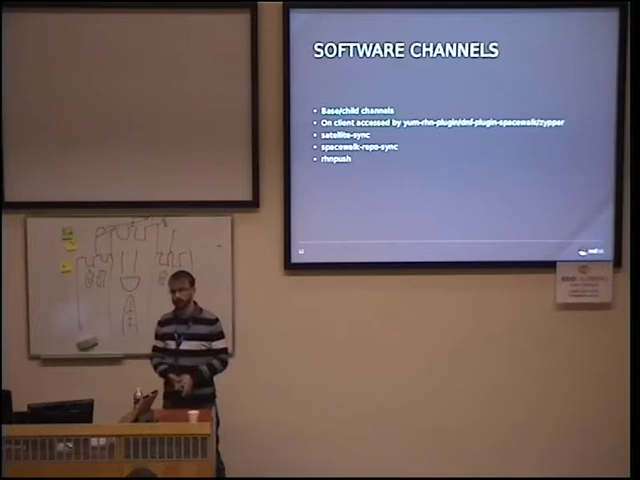 SOFTWARE CHANNELS
• Base/child channels
• On client accessed by yum-rhn-plugin/dnf-plugin-spacewalk/zypper
• satellite-sync
• spacewalk-repo-sync
• rhnpush